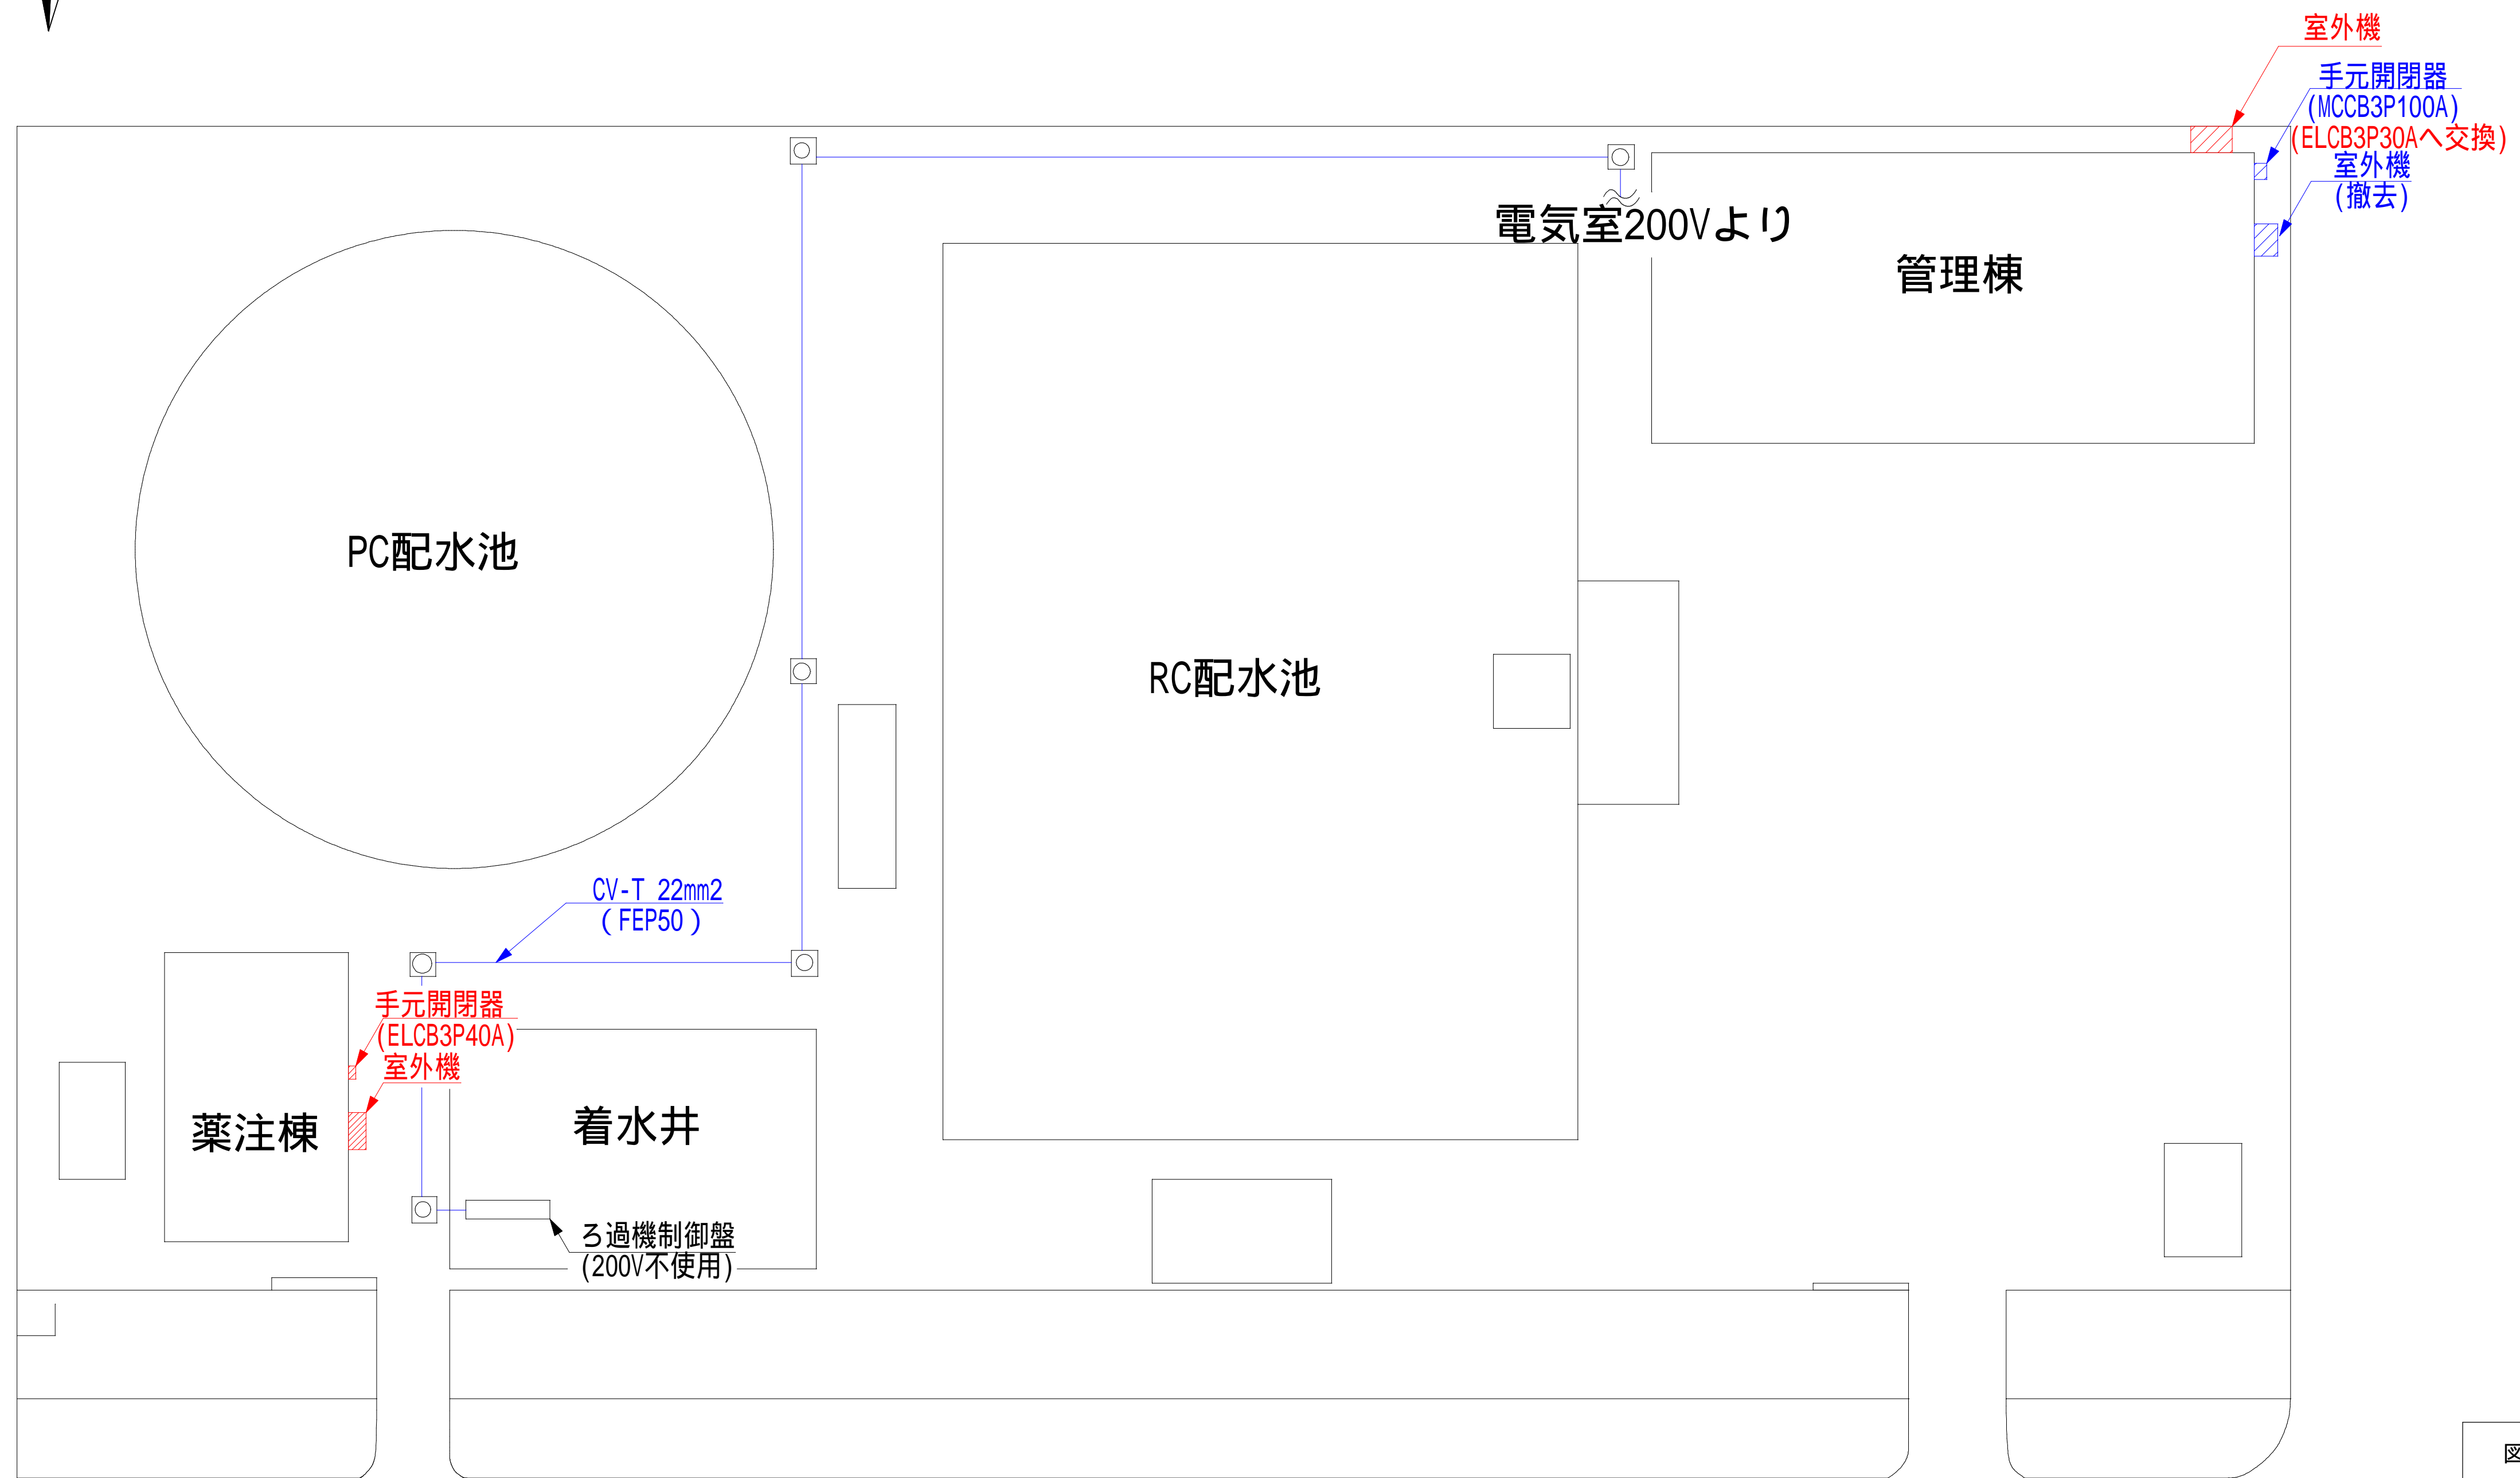 室外機
手元開閉器
(MCCB3P100A)
(ELCB3P30Aへ交換)
室外機
(撤去)
電気室200Vより
管理棟
PC配水池
RC配水池
CV-T 22mm2
(FEP50)
手元開閉器
(ELCB3P40A)
室外機
薬注棟
着水井
ろ過機制御盤
(200V不使用)
図